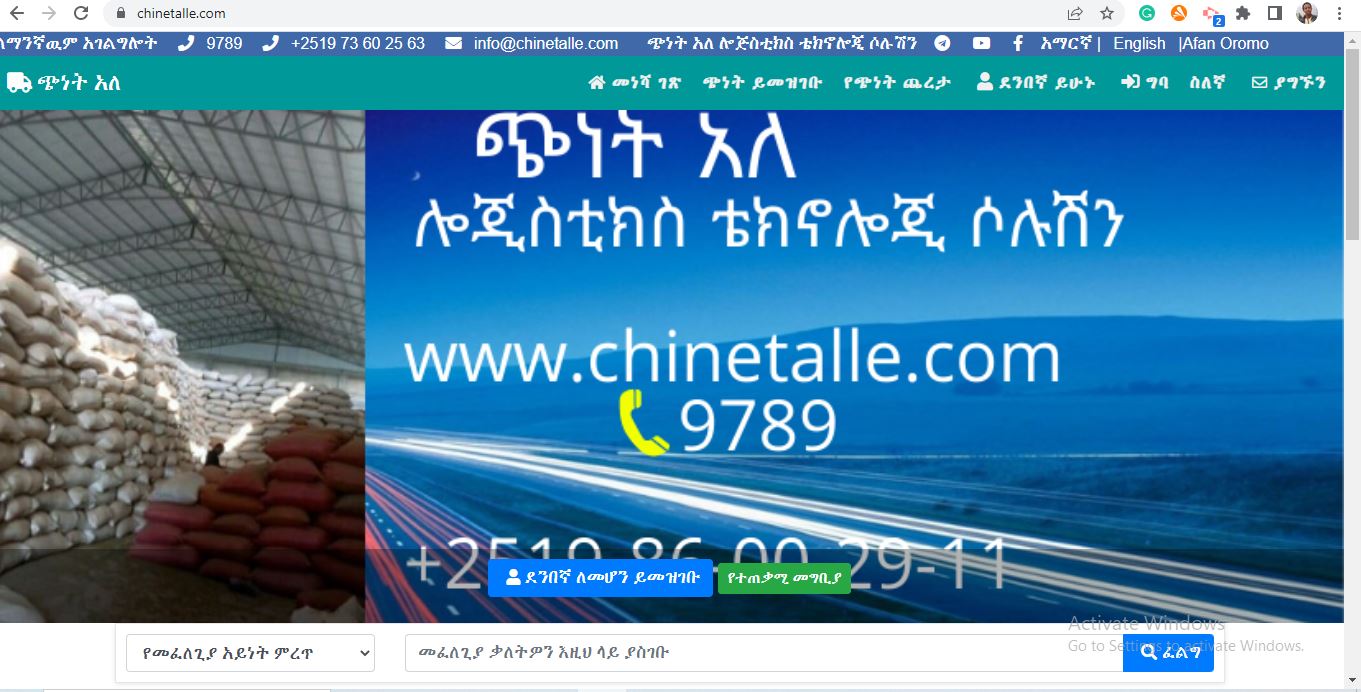 chinetalle.com
ለማንኛዉም አገልግሎት 9789 +2519 73 60 25 63 info@chinetalle.com ጭነት አለ ሎጅስቲክስ ቴክኖሎጂ ሶሉሽን አማርኛ | English |Afan Oromo
ጭነት አለ መነሻ ገጽ ጭነት ይመዝገቡ የጭነት ጨረታ ደንበኛ ይሁኑ ግባ ስለኛ ያግኙን
ጭነት አለ
ሎጂስቲክስ ቴክኖሎጂ ሶሉሽን
www.chinetalle.com
9789
+2519-86-00-29-11
ደንበኛ ለመሆን ይመዝገቡ የተጠቃሚ መግቢያ
Activate Windows
የመፈለጊያ አይነት ምረጥ መፈለጊያ ቃለትዎን እዚህ ላይ ያስገቡ ፈልግ
Go to Settings to activate Windows.